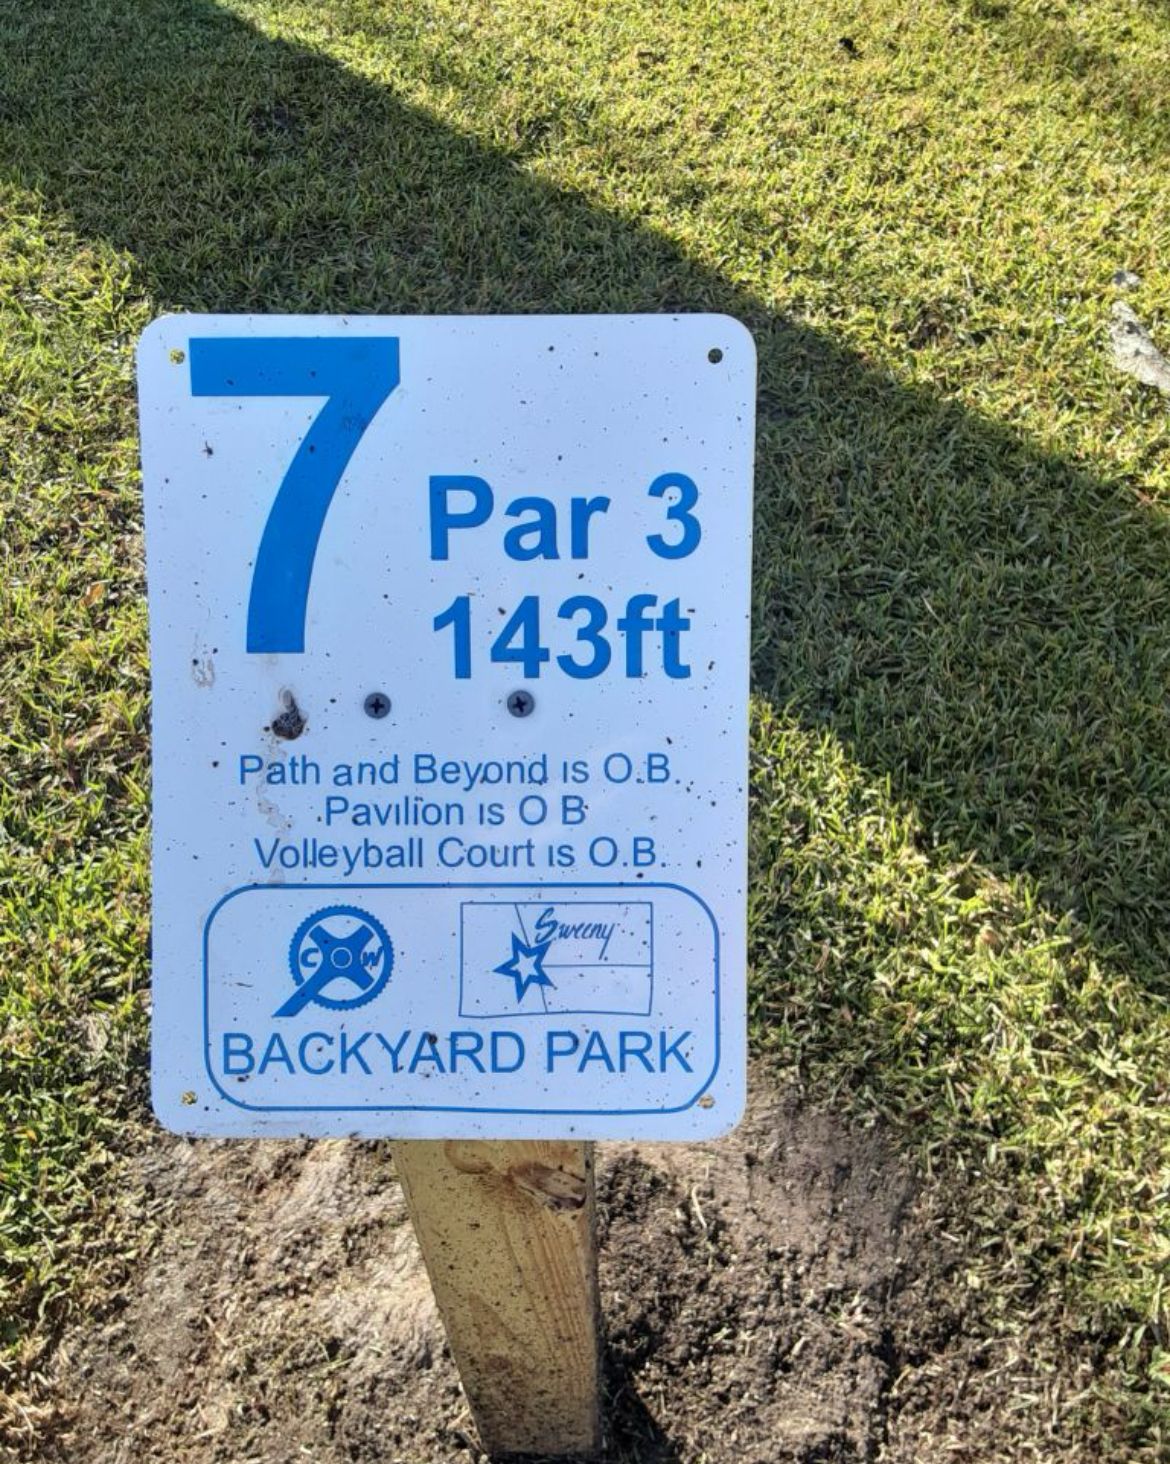 7
Par 3
143ft
Path and Beyond is O.B.
Pavilion is O B
Volleyball Court is O.B.
C W
Sweeny
BACKYARD PARK